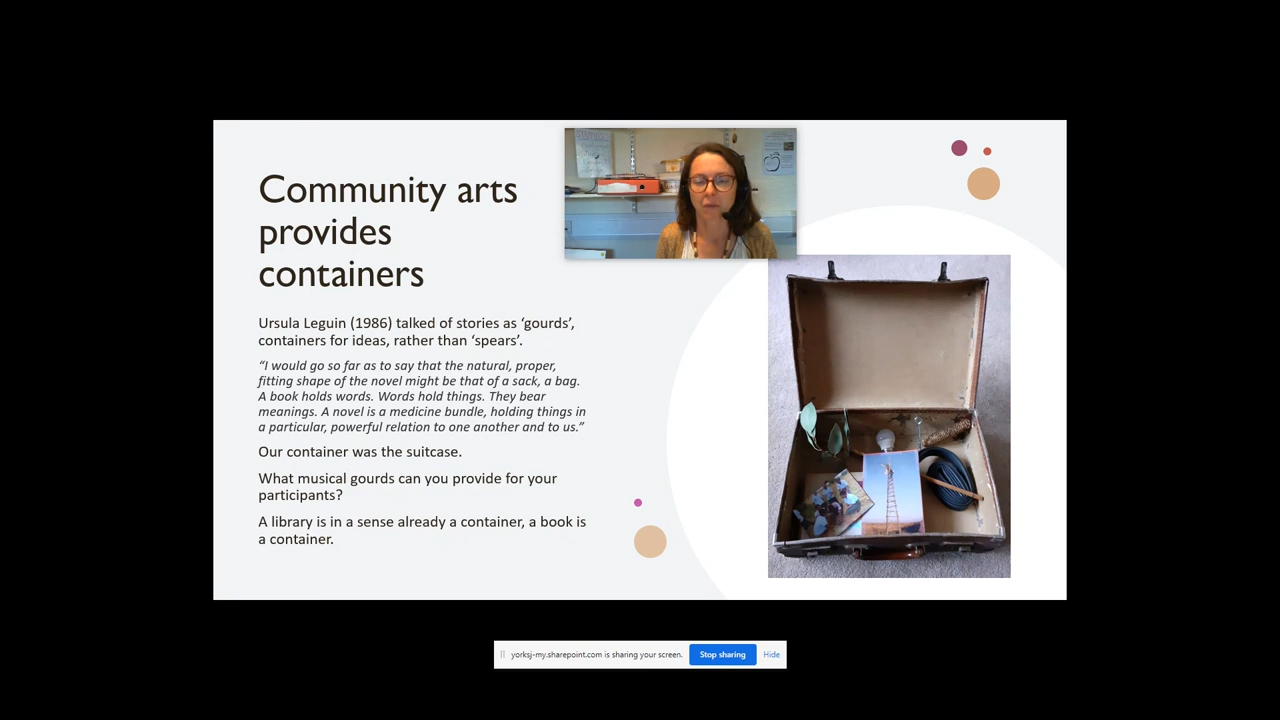 Community arts
provides
containers
Ursula Leguin (1986) talked of stories as ‘gourds’,
containers for ideas, rather than ‘spears’.
“I would go so far as to say that the natural, proper,
fitting shape of the novel might be that of a sack, a bag.
A book holds words. Words hold things. They bear
meanings. A novel is a medicine bundle, holding things in
a particular, powerful relation to one another and to us.”
Our container was the suitcase.
What musical gourds can you provide for your
participants?
A library is in a sense already a container, a book is
a container.
yorksj-my.sharepoint.com is sharing your screen.
Stop sharing
Hide